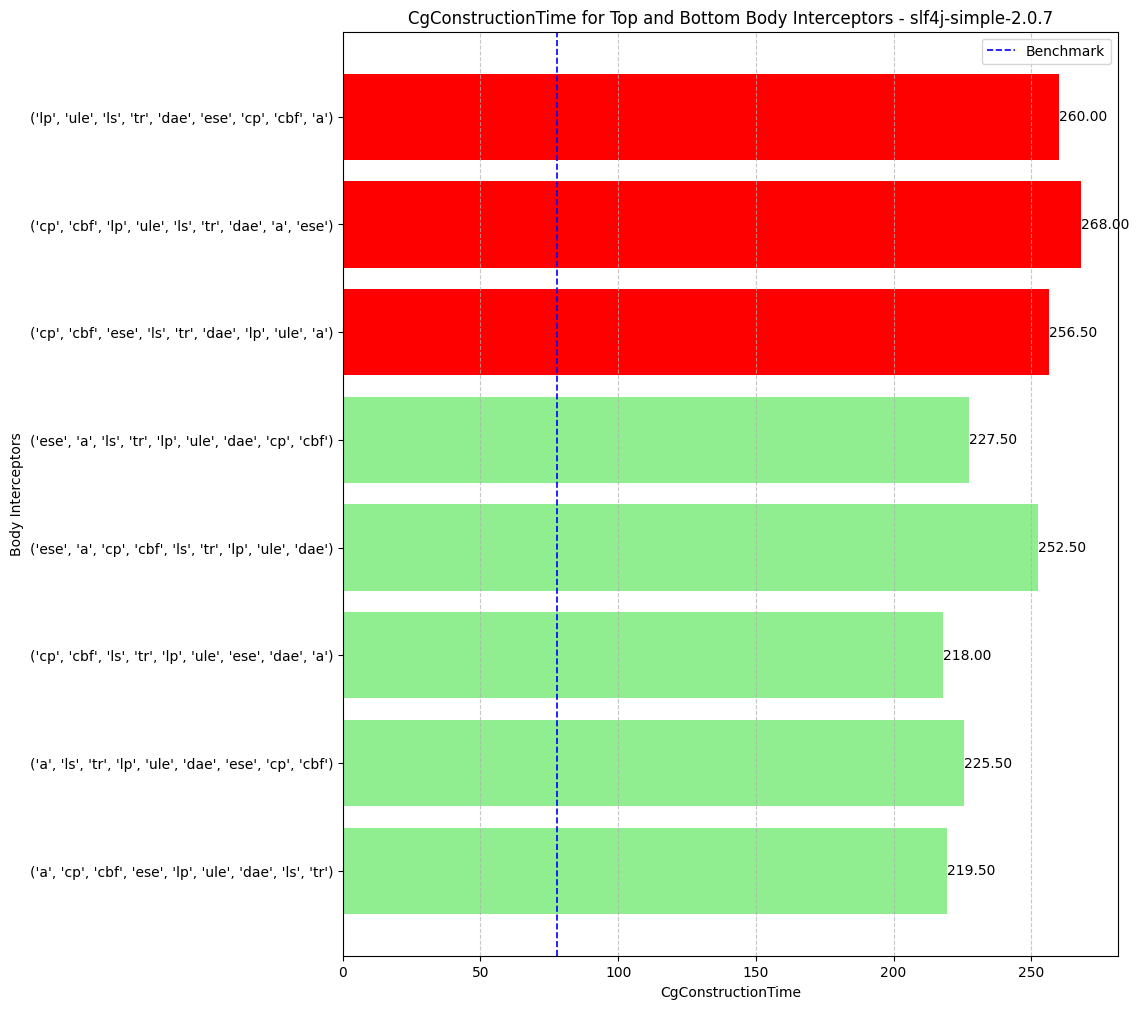 CgConstructionTime for Top and Bottom Body Interceptors - slf4j-simple-2.0.7
Benchmark
('lp', 'ule', 'ls', 'tr', 'dae', 'ese', 'cp', 'cbf', 'a')
260.00
('cp', 'cbf', 'lp', 'ule', 'ls', 'tr', 'dae', 'a', 'ese')
268.00
('cp', 'cbf', 'ese', 'ls', 'tr', 'dae', 'lp', 'ule', 'a')
256.50
('ese', 'a', 'ls', 'tr', 'lp', 'ule', 'dae', 'cp', 'cbf')
227.50
('ese', 'a', 'cp', 'cbf', 'ls', 'tr', 'lp', 'ule', 'dae')
252.50
('cp', 'cbf', 'ls', 'tr', 'lp', 'ule', 'ese', 'dae', 'a')
218.00
('a', 'ls', 'tr', 'lp', 'ule', 'dae', 'ese', 'cp', 'cbf')
225.50
('a', 'cp', 'cbf', 'ese', 'lp', 'ule', 'dae', 'ls', 'tr')
219.50
Body Interceptors
0 50 100 150 200 250
CgConstructionTime